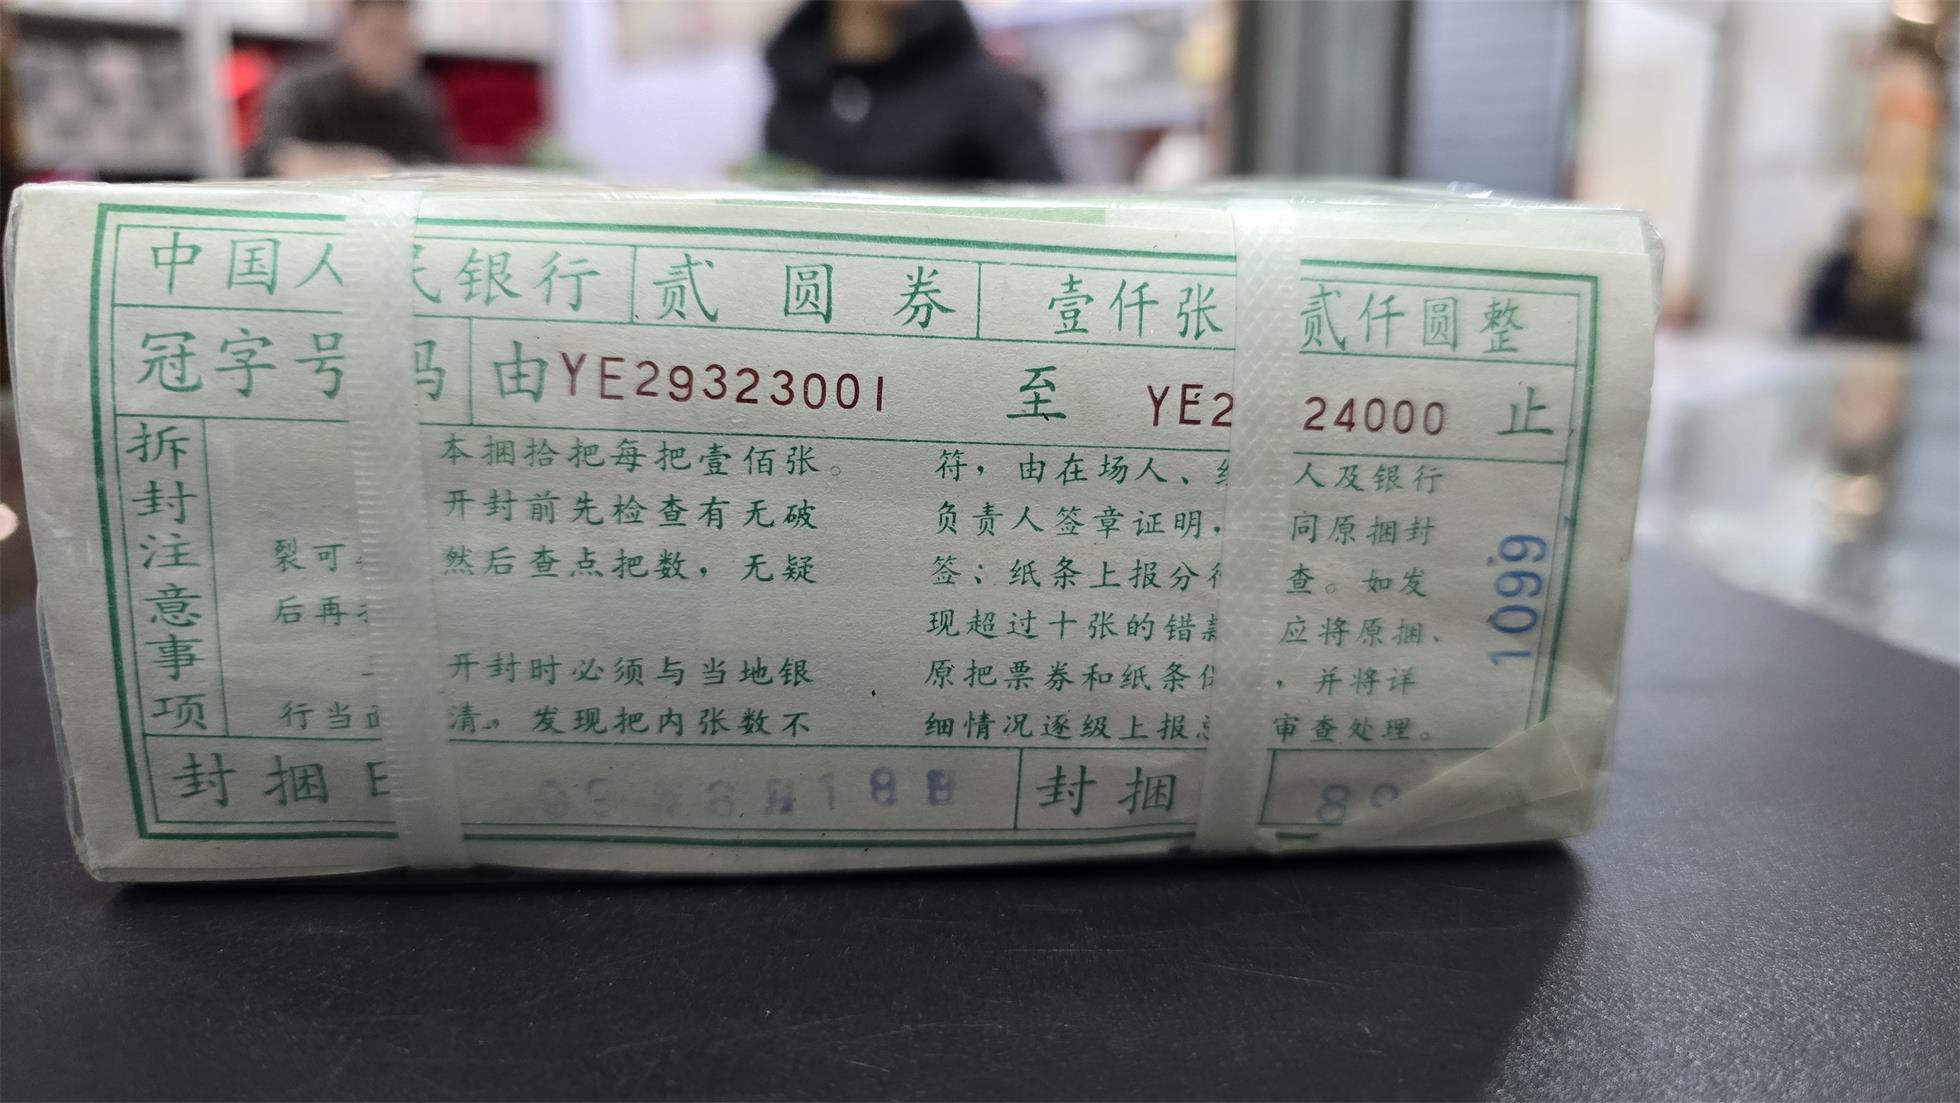 中国人民银行 贰圆券 壹仟张 贰仟圆整
冠字号码 由YE29323001 至 YE2 24000 止
拆封注意事项
本捆拾把每把壹佰张。
开封前先检查有无破
裂可 然后查点把数，无疑
后再
开封时必须与当地银
行当面 清。发现把内张数不
符，由在场人、 人及银行
负责人签章证明， 同原捆封
签；纸条上报分行 查。如发
现超过十张的错款 应将原捆、
原把票券和纸条 ，并将详
细情况逐级上报总 审查处理。
1099
封捆日
封捆 89